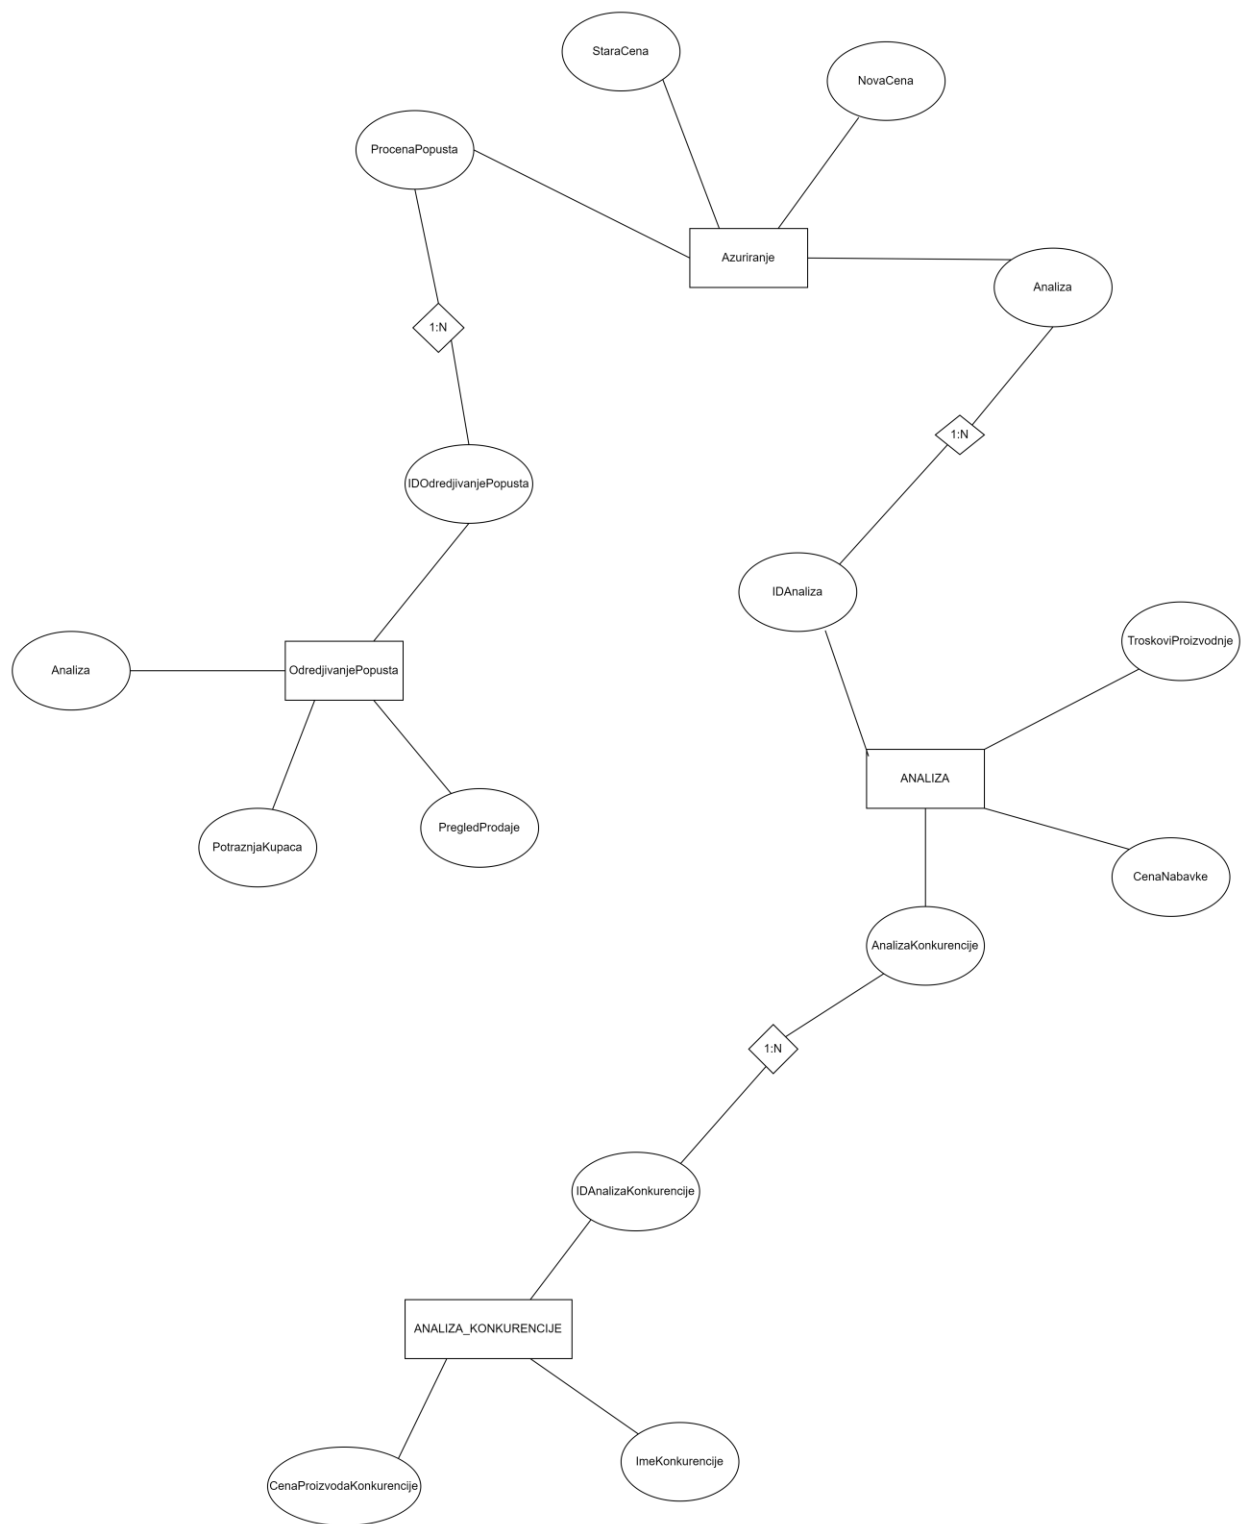 StaraCena
NovaCena
ProcenaPopusta
Azuriranje
Analiza
1:N
1:N
IDOdredjivanjePopusta
IDAnaliza
TroskoviProizvodnje
Analiza
OdredjivanjePopusta
ANALIZA
PregledProdaje
PotraznjaKupaca
CenaNabavke
AnalizaKonkurencije
1:N
IDAnalizaKonkurencije
ANALIZA_KONKURENCIJE
ImeKonkurencije
CenaProizvodaKonkurencije